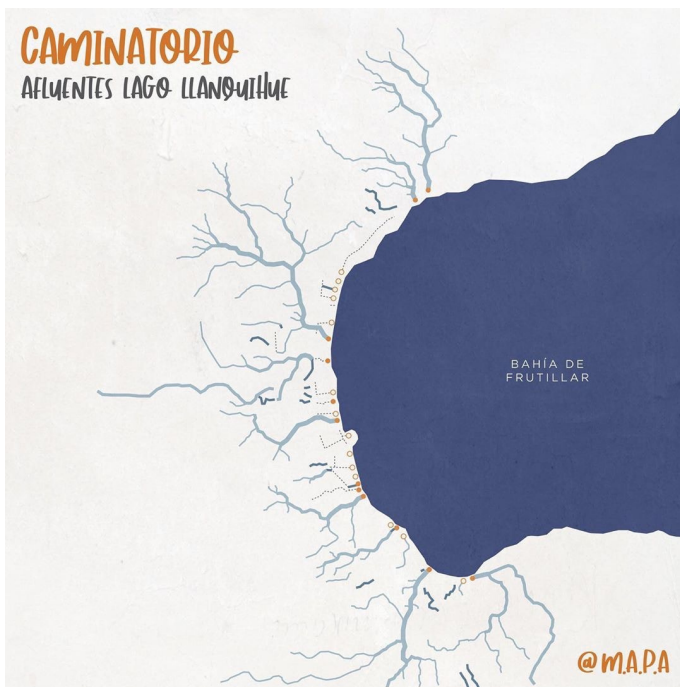 CAMINATORIO
AFLUENTES LAGO LLANQUIHUE
BAHÍA DE
FRUTILLAR
@M.A.P.A